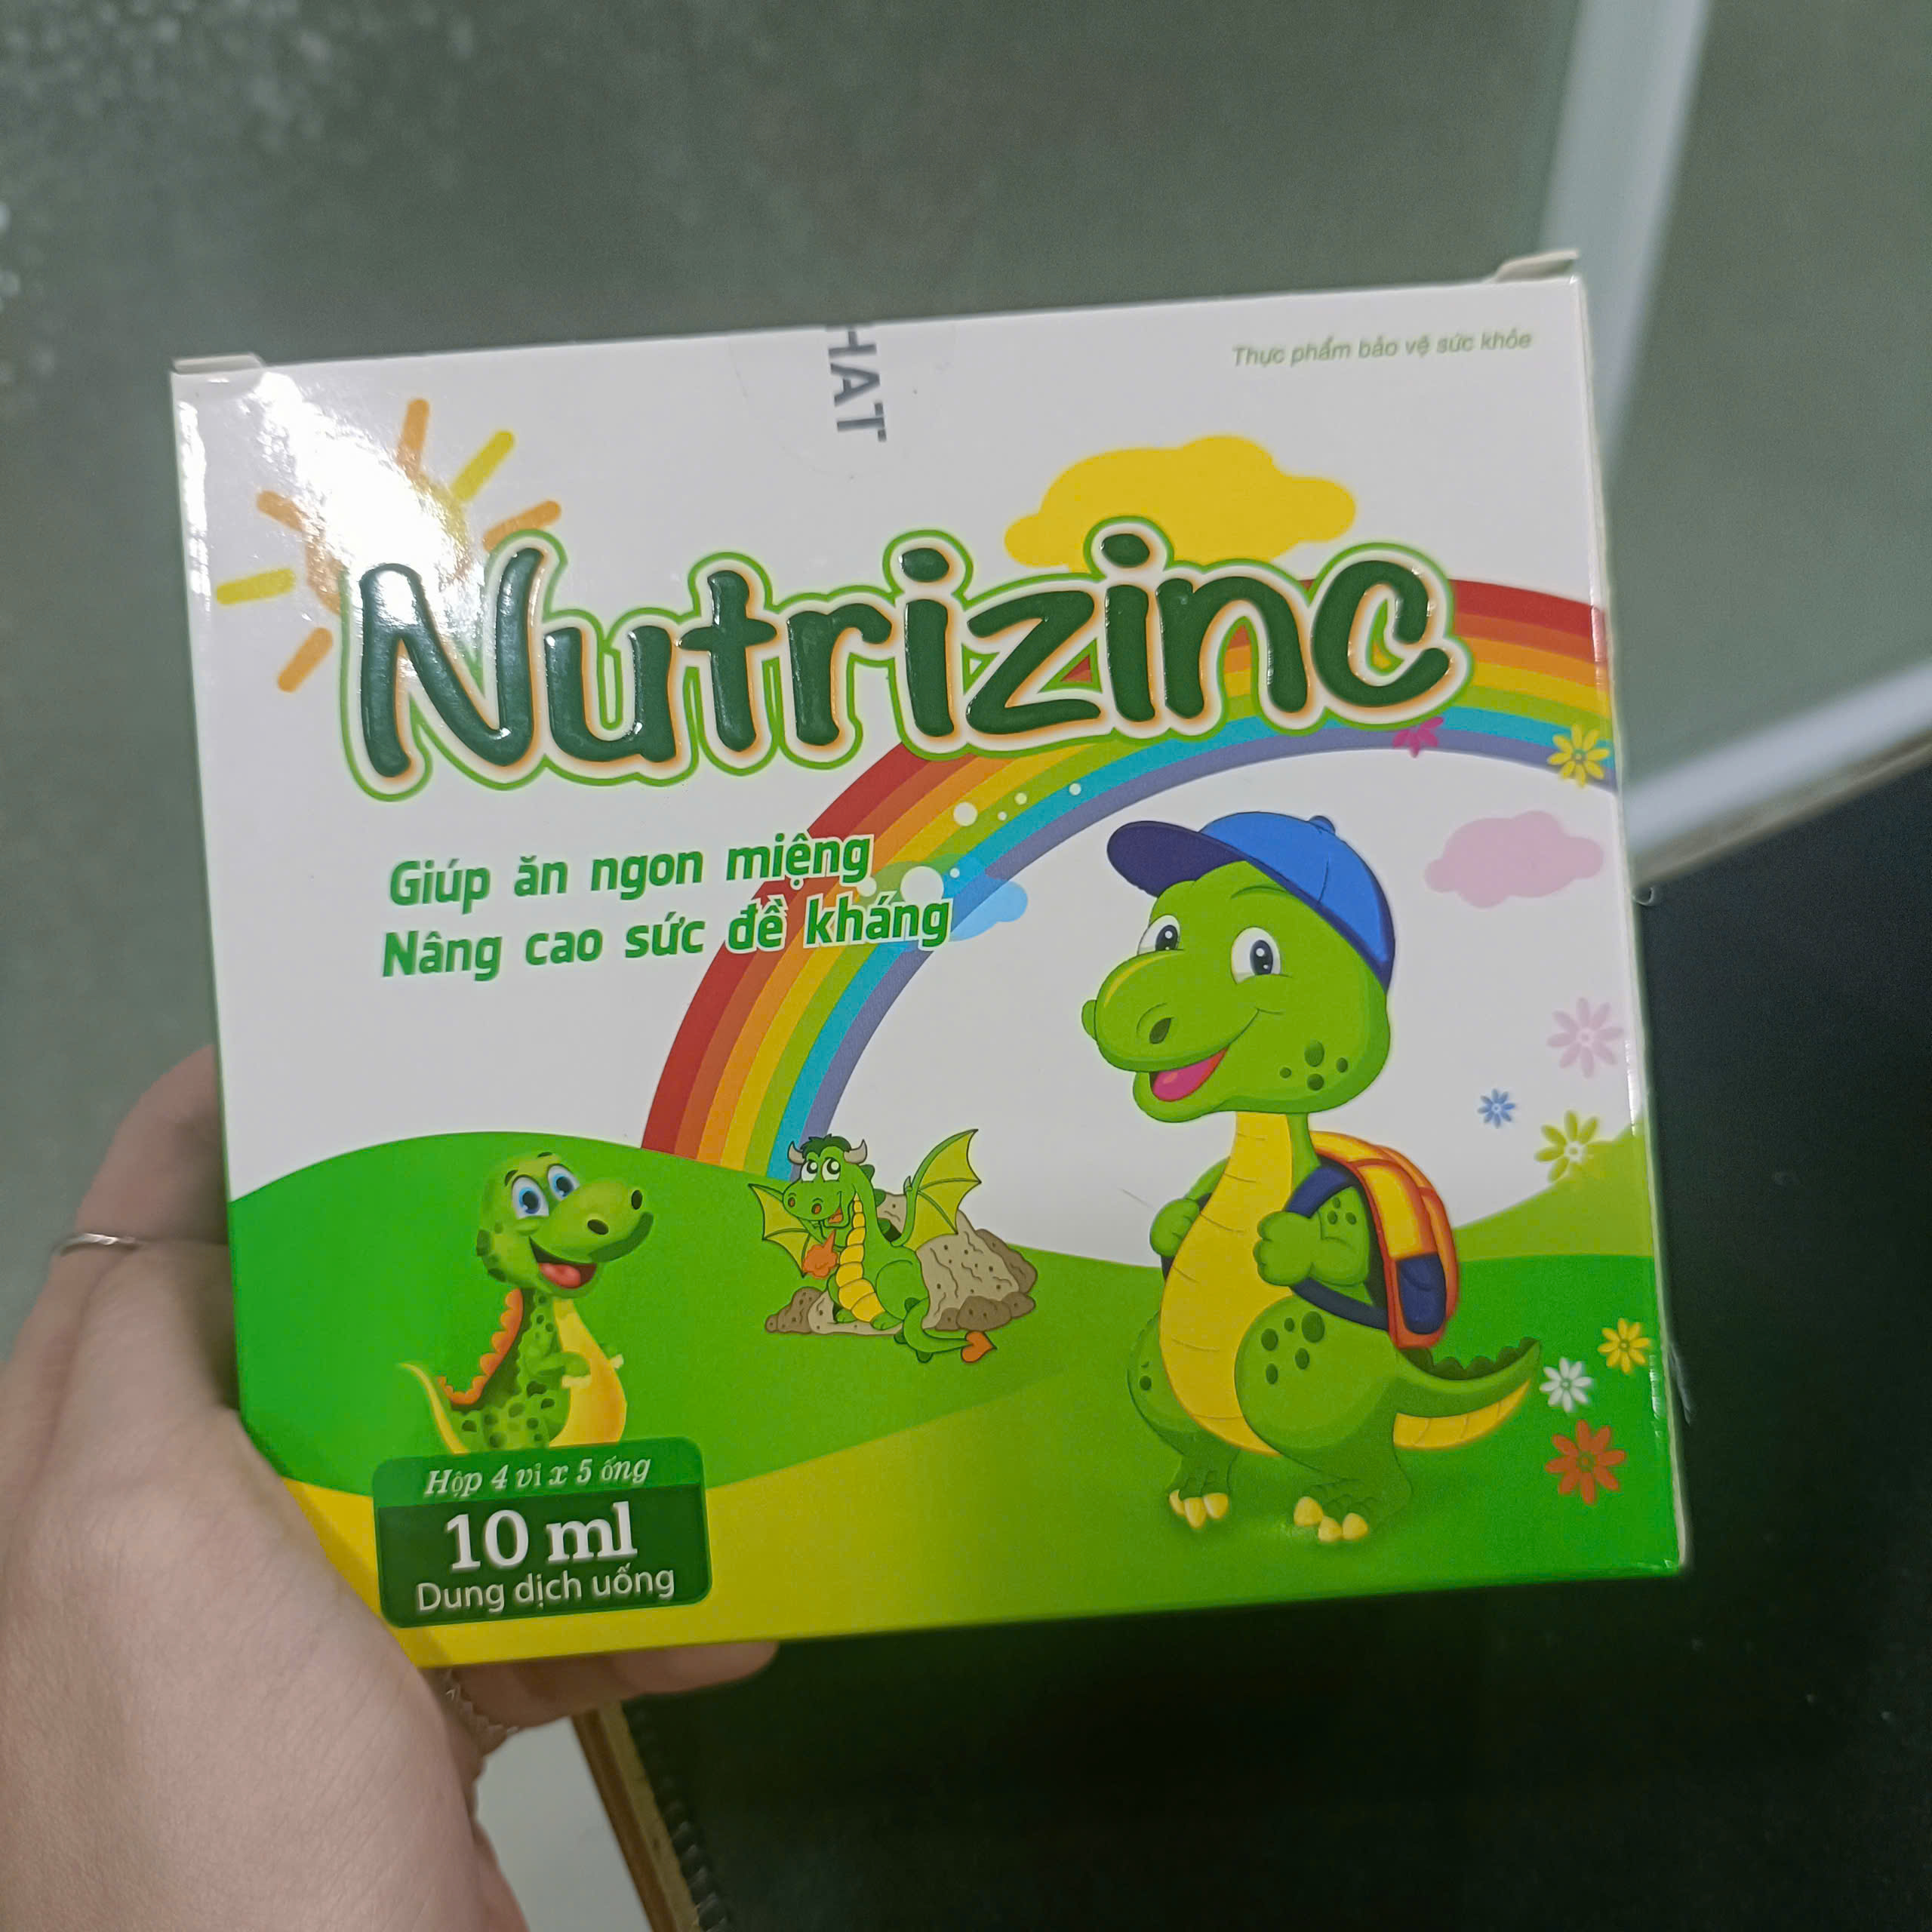 Thực phẩm bảo vệ sức khỏe
HAT
Nutrizinc
Giúp ăn ngon miệng
Nâng cao sức đề kháng
Hộp 4 vỉ x 5 ống
10 ml
Dung dịch uống